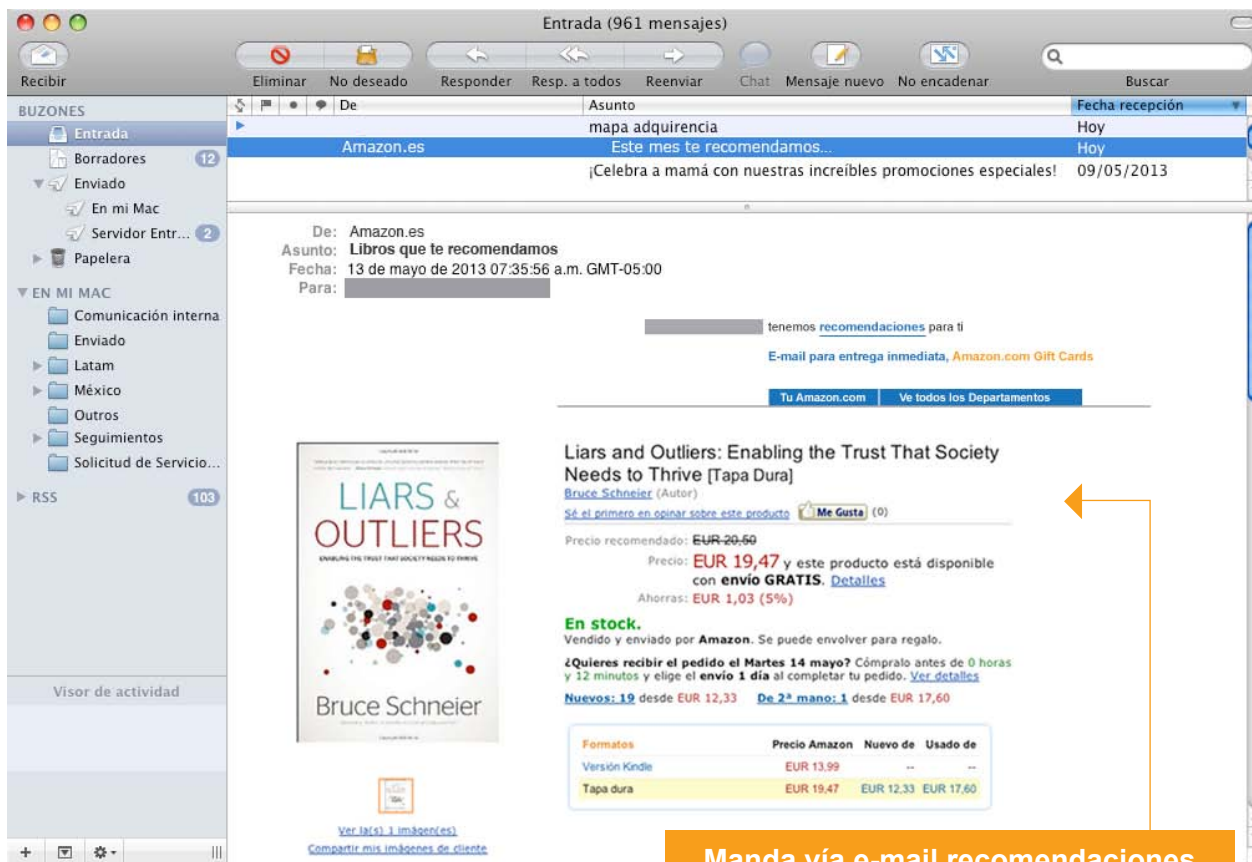 Entrada (961 mensajes)
Recibir
Eliminar
No deseado
Responder
Resp. a todos
Reenviar
Chat
Mensaje nuevo
No encadenar
Buscar
BUZONES
Entrada
Borradores 12
Enviado
En mi Mac
Servidor Entr... 2
Papelera
EN MI MAC
Comunicación interna
Enviado
Latam
México
Outros
Seguimientos
Solicitud de Servicio...
RSS 103
Visor de actividad
De Asunto Fecha recepción
mapa adquirencia Hoy
Amazon.es Este mes te recomendamos... Hoy
¡Celebra a mamá con nuestras increíbles promociones especiales! 09/05/2013
De: Amazon.es
Asunto: Libros que te recomendamos
Fecha: 13 de mayo de 2013 07:35:56 a.m. GMT-05:00
Para:
tenemos recomendaciones para ti
E-mail para entrega inmediata, Amazon.com Gift Cards
Tu Amazon.com Ve todos los Departamentos
LIARS &
OUTLIERS
ENABLING THE TRUST THAT SOCIETY NEEDS TO THRIVE
Bruce Schneier
Ver la(s) 1 imágen(es)
Compartir mis imágenes de cliente
Liars and Outliers: Enabling the Trust That Society
Needs to Thrive [Tapa Dura]
Bruce Schneier (Autor)
Sé el primero en opinar sobre este producto Me Gusta (0)
Precio recomendado: EUR 20,50
Precio: EUR 19,47 y este producto está disponible
con envío GRATIS. Detalles
Ahorras: EUR 1,03 (5%)
En stock.
Vendido y enviado por Amazon. Se puede envolver para regalo.
¿Quieres recibir el pedido el Martes 14 mayo? Cómpralo antes de 0 horas
y 12 minutos y elige el envío 1 día al completar tu pedido. Ver detalles
Nuevos: 19 desde EUR 12,33 De 2ª mano: 1 desde EUR 17,60
Formatos Precio Amazon Nuevo de Usado de
Versión Kindle EUR 13,99 -- --
Tapa dura EUR 19,47 EUR 12,33 EUR 17,60
Manda vía e-mail recomendaciones